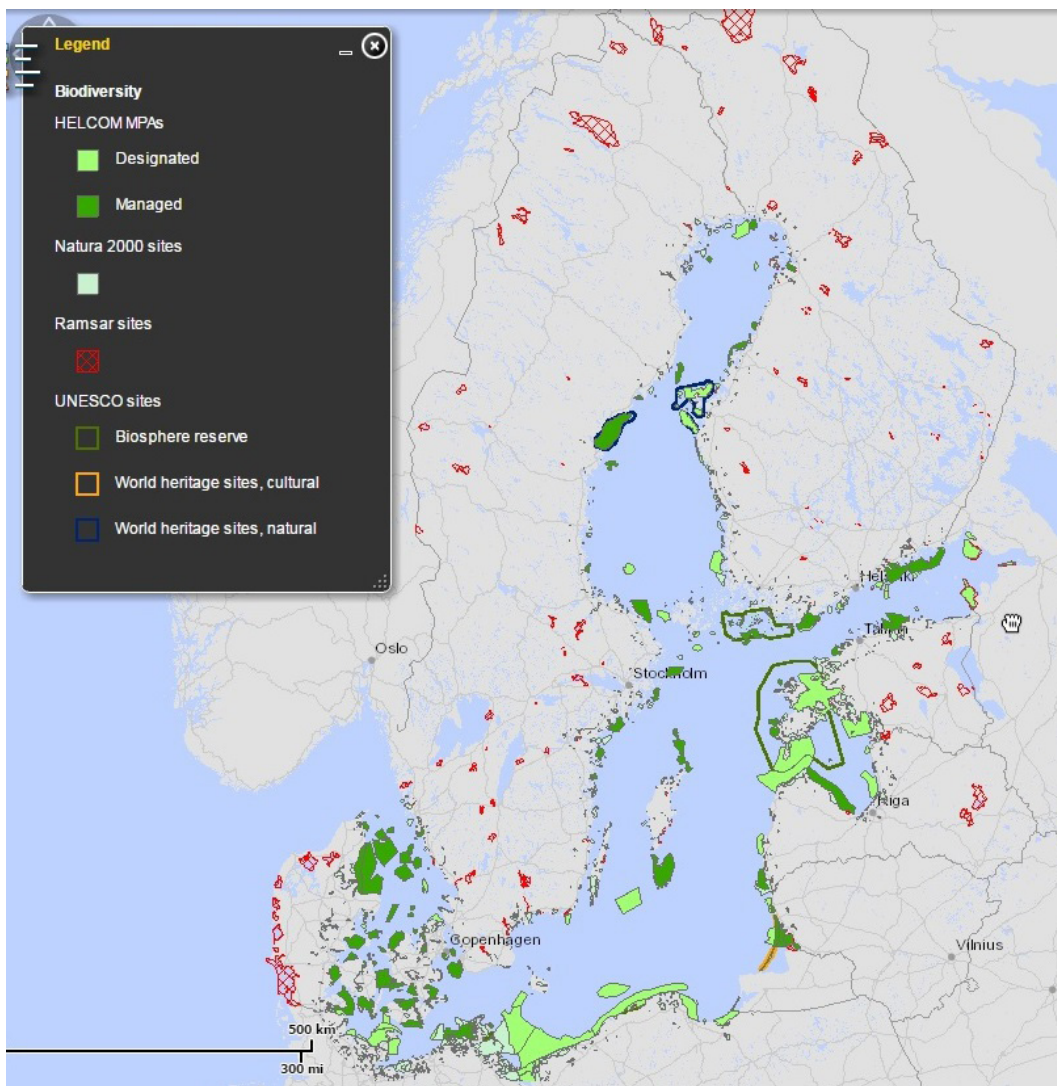 Legend
Biodiversity
HELCOM MPAs
Designated
Managed
Natura 2000 sites
Ramsar sites
UNESCO sites
Biosphere reserve
World heritage sites, cultural
World heritage sites, natural
Helsinki
Tallinn
Oslo
Stockholm
Riga
Copenhagen
Vilnius
500 km
300 mi